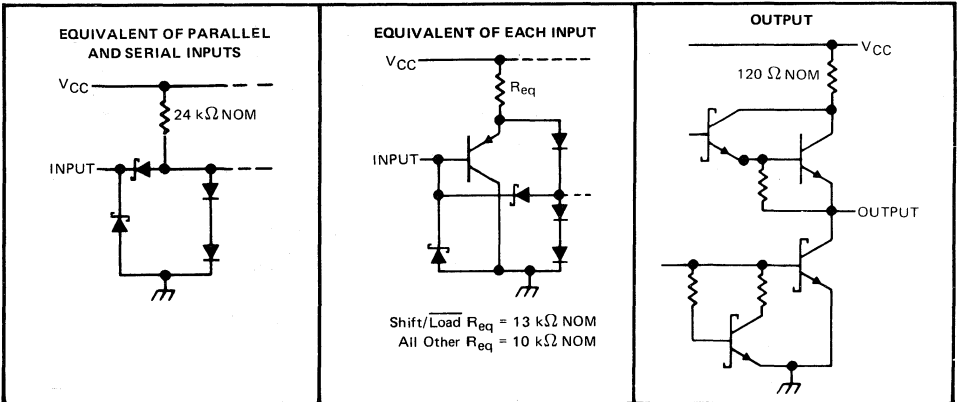 EQUIVALENT OF PARALLEL
AND SERIAL INPUTS
VCC
24 kΩ NOM
INPUT
EQUIVALENT OF EACH INPUT
VCC
Req
INPUT
Shift/Load Req = 13 kΩ NOM
All Other Req = 10 kΩ NOM
OUTPUT
VCC
120 Ω NOM
OUTPUT